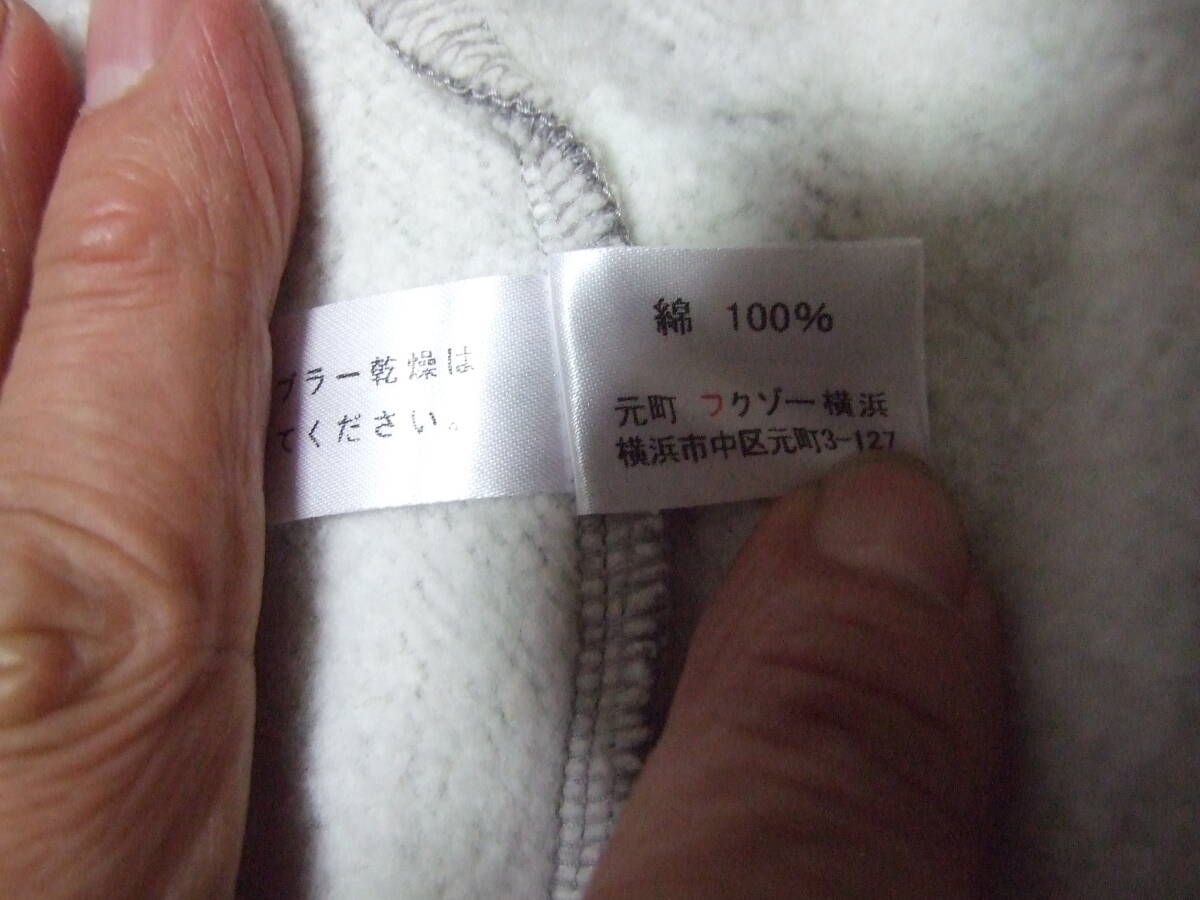 ブラー乾燥は
てください。
綿 100%
元町 フクゾー横浜
横浜市中区元町3-127